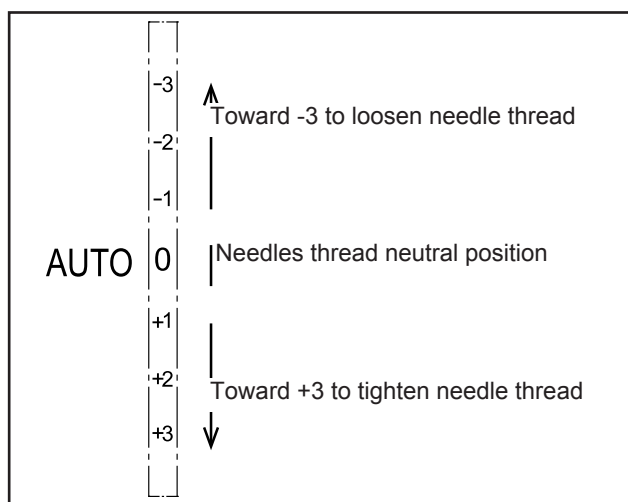 −3
Toward -3 to loosen needle thread
−2
−1
AUTO 0 Needles thread neutral position
+1
+2
Toward +3 to tighten needle thread
+3